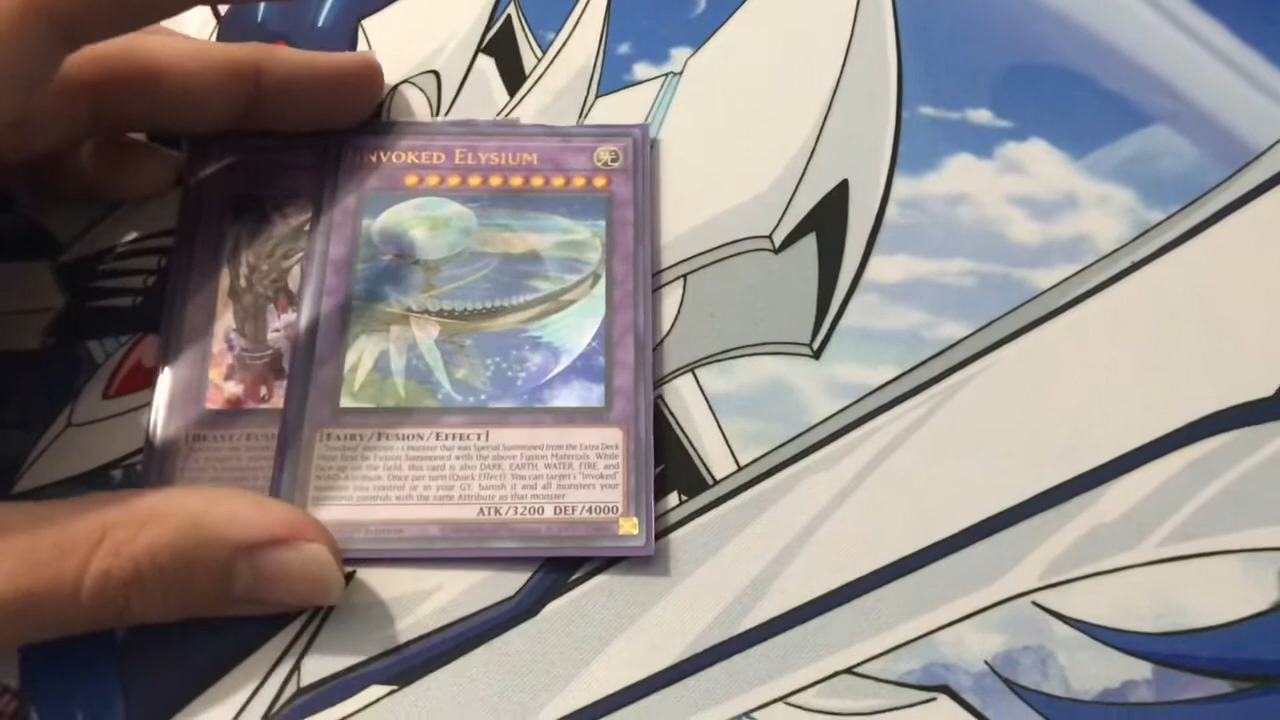 INVOKED ELYSIUM
光
[BEAST/FUS
[FAIRY/FUSION/EFFECT]
"Invoked" monster + 1 monster that was Special Summoned from the Extra Deck
Must first be Fusion Summoned with the above Fusion Materials. While
face-up on the field, this card is also DARK, EARTH, WATER, FIRE, and
WIND-Attribute. Once per turn (Quick Effect): You can target 1 "Invoked"
monster you control or in your GY; banish it and all monsters your
opponent controls with the same Attribute as that monster
ATK/3200 DEF/4000